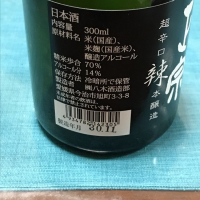 日本酒
内容量 300ml
原材料名 米(国産)、
米麹(国産米)、
醸造アルコール
精米歩合 70%
アルコール分 14%
保存方法 冷暗所で保管
製造者 ㈱八木酒造部
愛媛県今治市旭町3-3-8
製造年月
超辛口
辣
本醸造